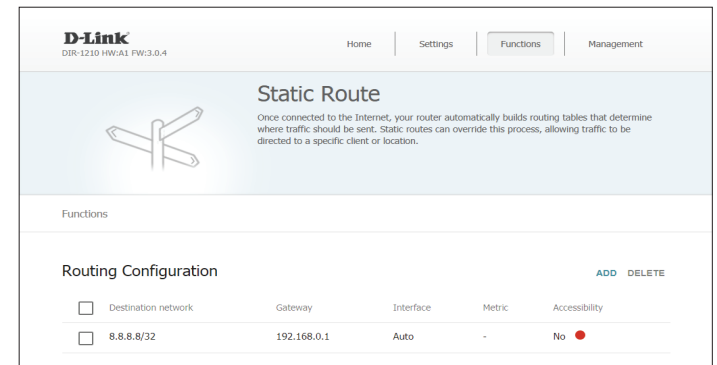 D-Link
DIR-1210 HW:A1 FW:3.0.4
Home Settings Functions Management
Static Route
Once connected to the Internet, your router automatically builds routing tables that determine
where traffic should be sent. Static routes can override this process, allowing traffic to be
directed to a specific client or location.
Functions
Routing Configuration ADD DELETE
Destination network Gateway Interface Metric Accessibility
8.8.8.8/32 192.168.0.1 Auto - No